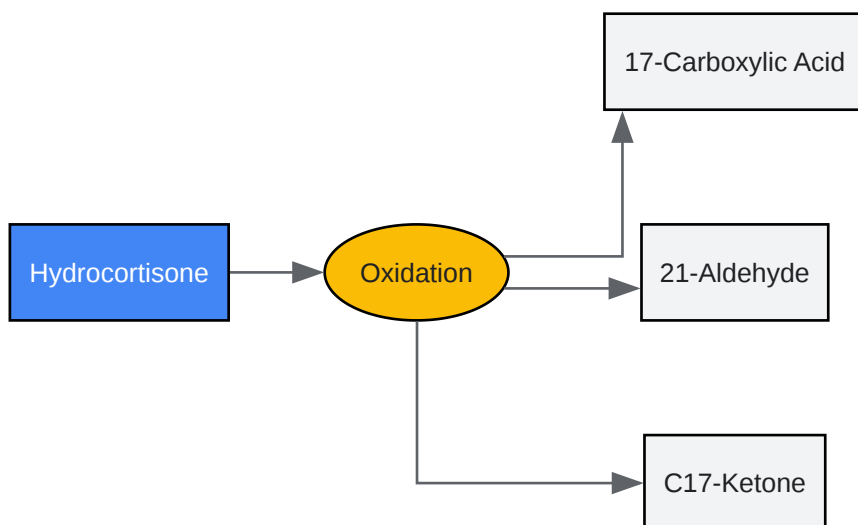 17-Carboxylic Acid
Hydrocortisone
Oxidation
21-Aldehyde
C17-Ketone